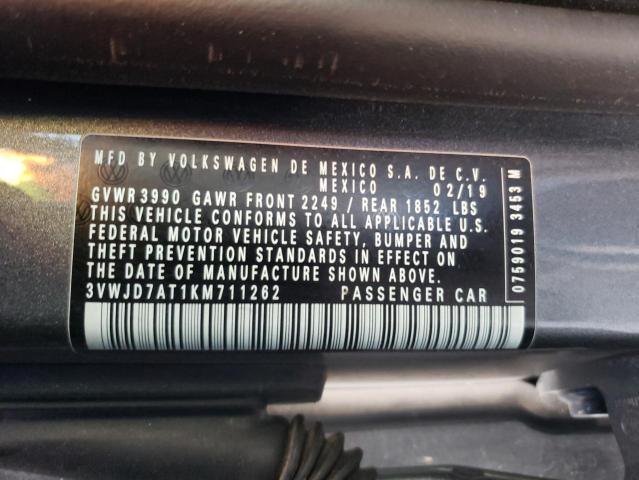 MFD BY VOLKSWAGEN DE MEXICO S.A. DE C.V.
MEXICO 02/19
GVWR 3990 GAWR FRONT 2249 / REAR 1852 LBS
THIS VEHICLE CONFORMS TO ALL APPLICABLE U.S.
FEDERAL MOTOR VEHICLE SAFETY, BUMPER AND
THEFT PREVENTION STANDARDS IN EFFECT ON
THE DATE OF MANUFACTURE SHOWN ABOVE.
3VWJD7AT1KM711262 PASSENGER CAR
0759019 3453 M